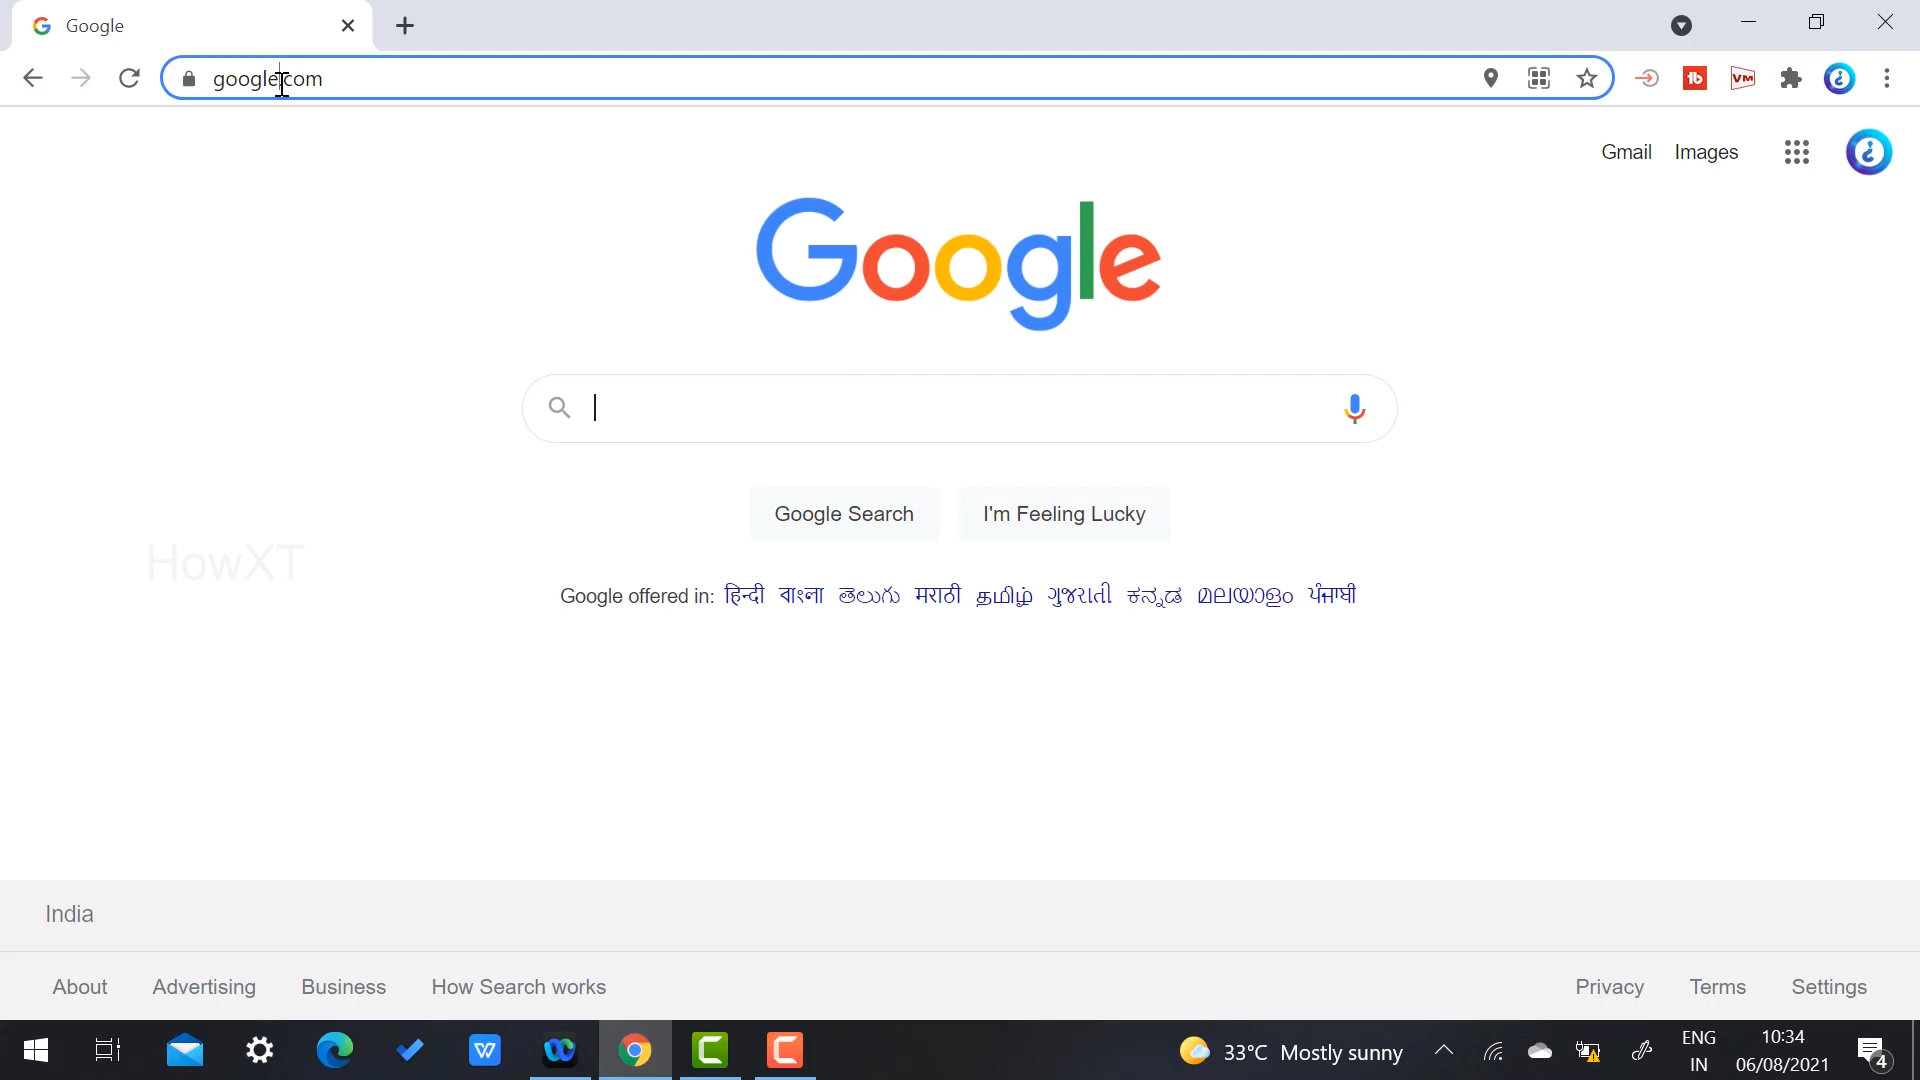 Google
google.com
Gmail Images
Google
Google Search I'm Feeling Lucky
HowXT
Google offered in: हिन्दी বাংলা తెలుగు मराठी தமிழ் ગુજરાતી ಕನ್ನಡ മലയാളം ਪੰਜਾਬੀ
India
About Advertising Business How Search works Privacy Terms Settings
33°C Mostly sunny
ENG
IN
10:34
06/08/2021
4